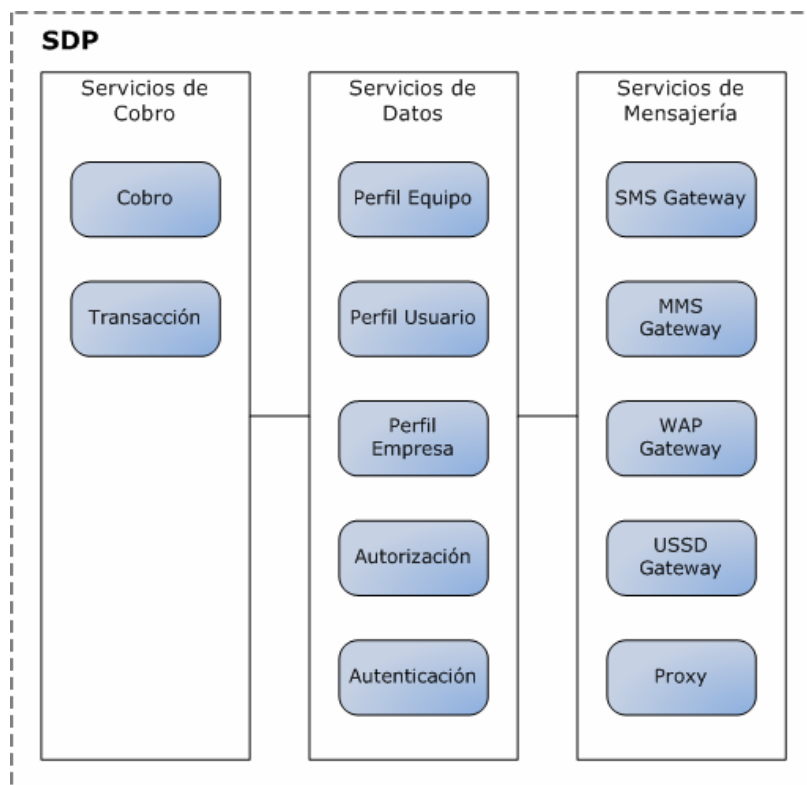 SDP
Servicios de
Cobro
Cobro
Transacción
Servicios de
Datos
Perfil Equipo
Perfil Usuario
Perfil
Empresa
Autorización
Autenticación
Servicios de
Mensajería
SMS Gateway
MMS
Gateway
WAP
Gateway
USSD
Gateway
Proxy